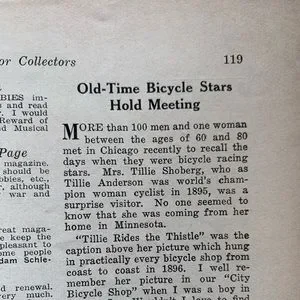 or Collectors
119
BBIES im-
and read
. I would
Reward of
d Musical
Page
magazine.
should be
bbies, etc.,
, although
war and
reat maga-
e keep the
pleasant to
ome people
dam Schle-
renewal.
much
Old-Time Bicycle Stars
Hold Meeting
MORE than 100 men and one woman
between the ages of 60 and 80
met in Chicago recently to recall the
days when they were bicycle racing
stars. Mrs. Tillie Shoberg, who as
Tillie Anderson was world's cham-
pion woman cyclist in 1895, was a
surprise visitor. No one seemed to
know that she was coming from her
home in Minnesota.
"Tillie Rides the Thistle" was the
caption above her picture which hung
in practically every bicycle shop from
coast to coast in 1896. I well re-
member her picture in our "City
Bicycle Shop" when I was a boy in